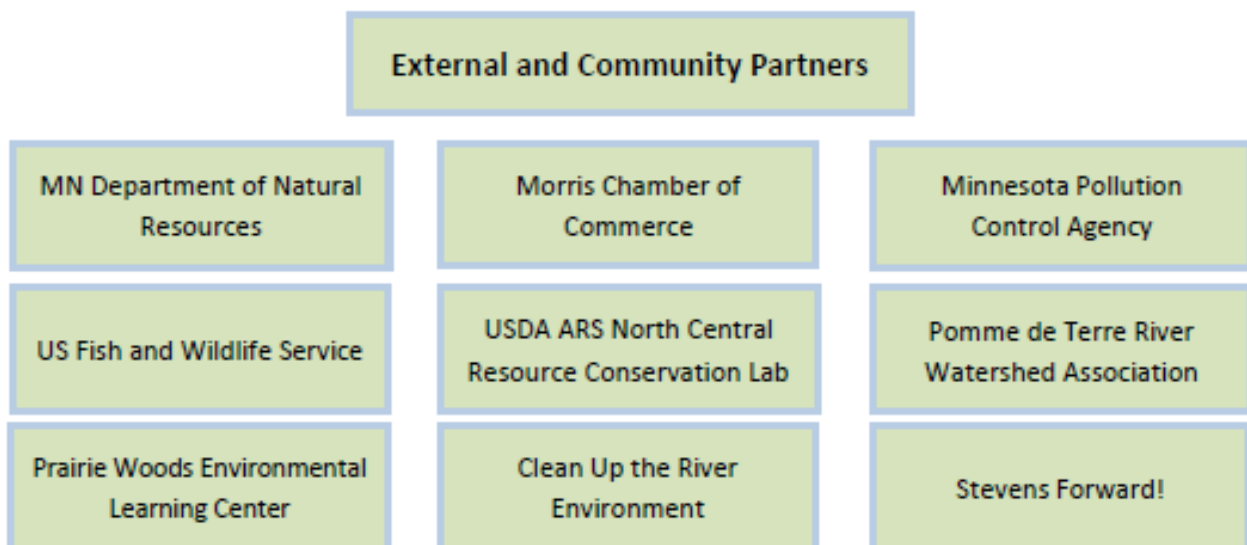 External and Community Partners
MN Department of Natural
Resources
Morris Chamber of
Commerce
Minnesota Pollution
Control Agency
US Fish and Wildlife Service
USDA ARS North Central
Resource Conservation Lab
Pomme de Terre River
Watershed Association
Prairie Woods Environmental
Learning Center
Clean Up the River
Environment
Stevens Forward!